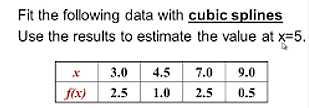 Fit the following data with cubic splines
Use the results to estimate the value at x=5.
x 3.0 4.5 7.0 9.0
f(x) 2.5 1.0 2.5 0.5